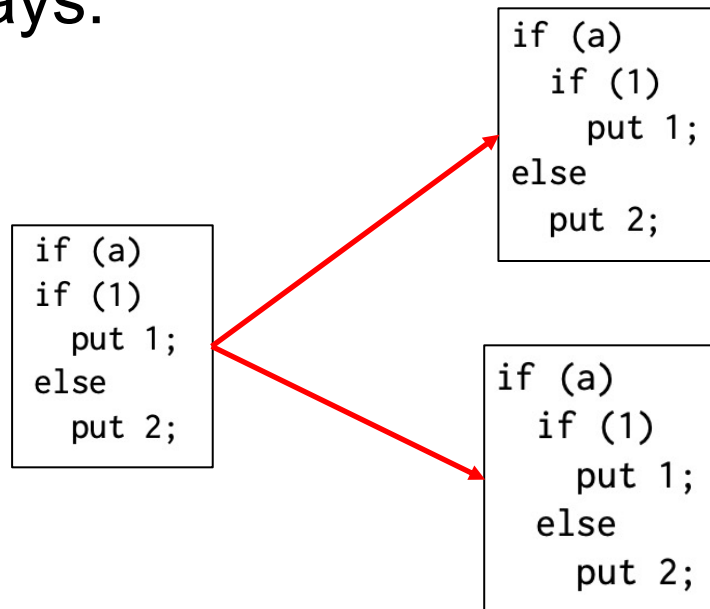 ays:
if (a)
if (1)
  put 1;
else
  put 2;
if (a)
  if (1)
    put 1;
else
  put 2;
if (a)
  if (1)
    put 1;
  else
    put 2;